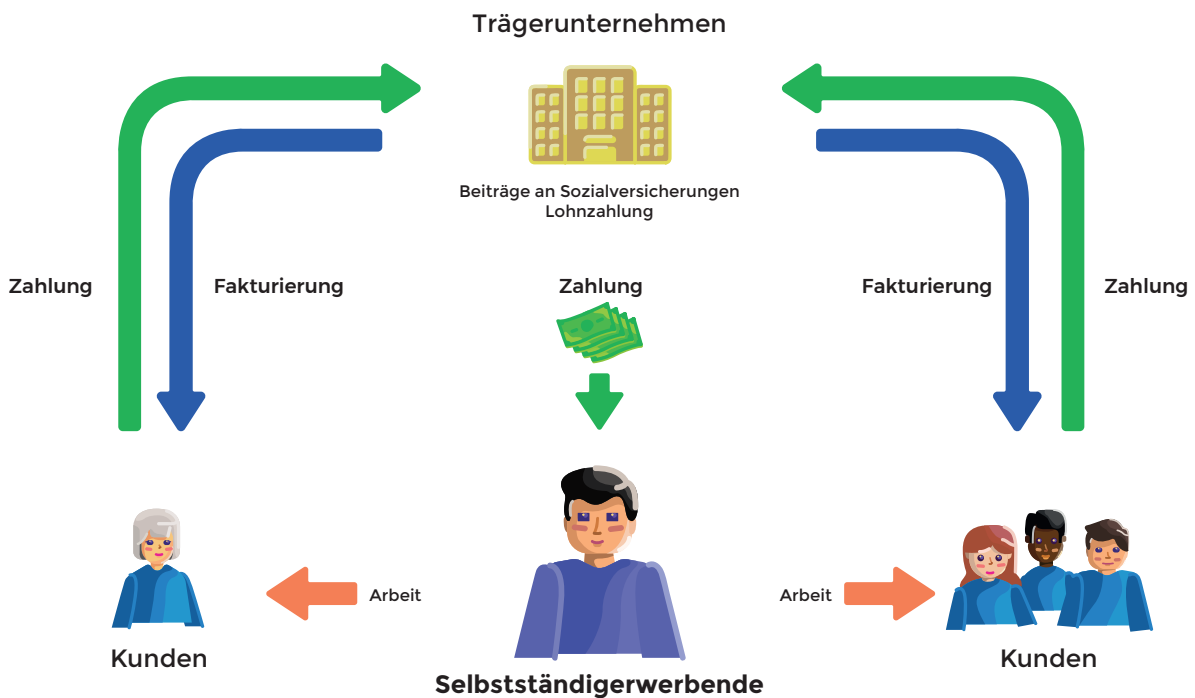 Trägerunternehmen
Beiträge an Sozialversicherungen
Lohnzahlung
Zahlung
Fakturierung
Zahlung
Fakturierung
Zahlung
Arbeit
Arbeit
Kunden
Kunden
Selbstständigerwerbende